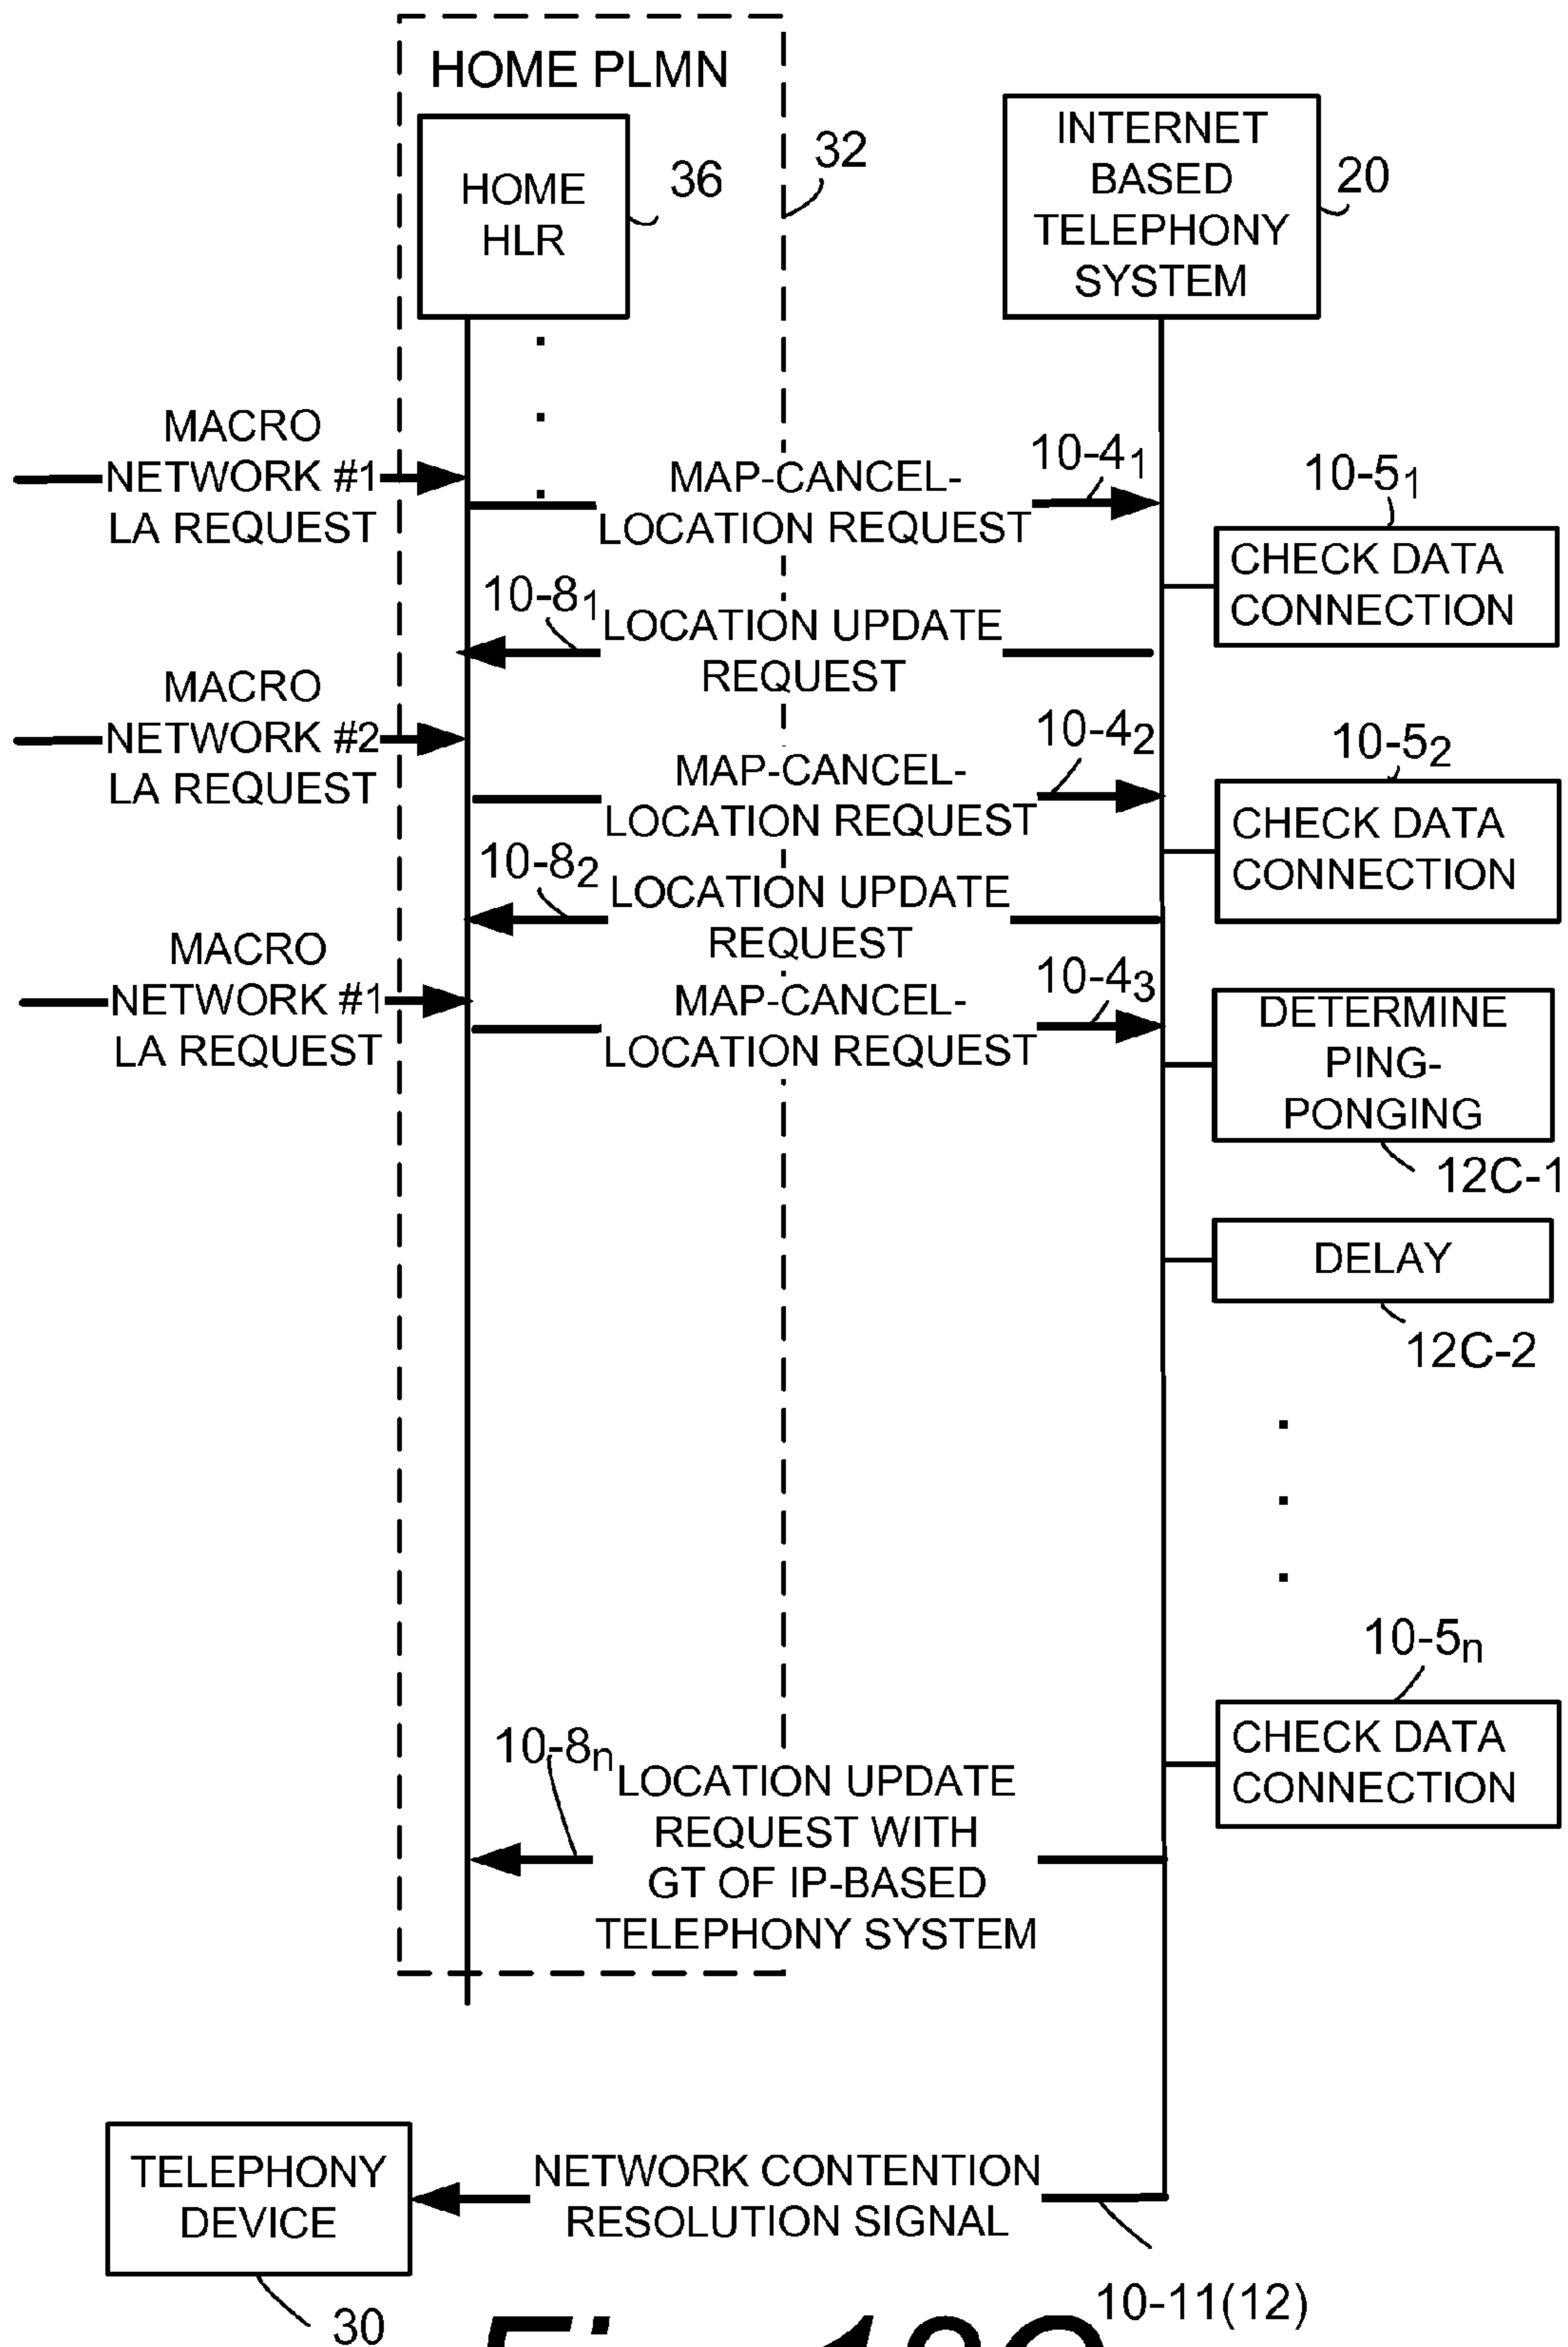 HOME PLMN
HOME
HLR
36
32
INTERNET
BASED
TELEPHONY
SYSTEM
20
MACRO
NETWORK #1
LA REQUEST
MAP-CANCEL-
LOCATION REQUEST
10-4₁
10-5₁
CHECK DATA
CONNECTION
10-8₁
LOCATION UPDATE
REQUEST
MACRO
NETWORK #2
LA REQUEST
MAP-CANCEL-
LOCATION REQUEST
10-4₂
10-5₂
CHECK DATA
CONNECTION
10-8₂
LOCATION UPDATE
REQUEST
MACRO
NETWORK #1
LA REQUEST
MAP-CANCEL-
LOCATION REQUEST
10-4₃
DETERMINE
PING-
PONGING
12C-1
DELAY
12C-2
10-5ₙ
CHECK DATA
CONNECTION
10-8ₙ
LOCATION UPDATE
REQUEST WITH
GT OF IP-BASED
TELEPHONY SYSTEM
TELEPHONY
DEVICE
30
NETWORK CONTENTION
RESOLUTION SIGNAL
10-11(12)